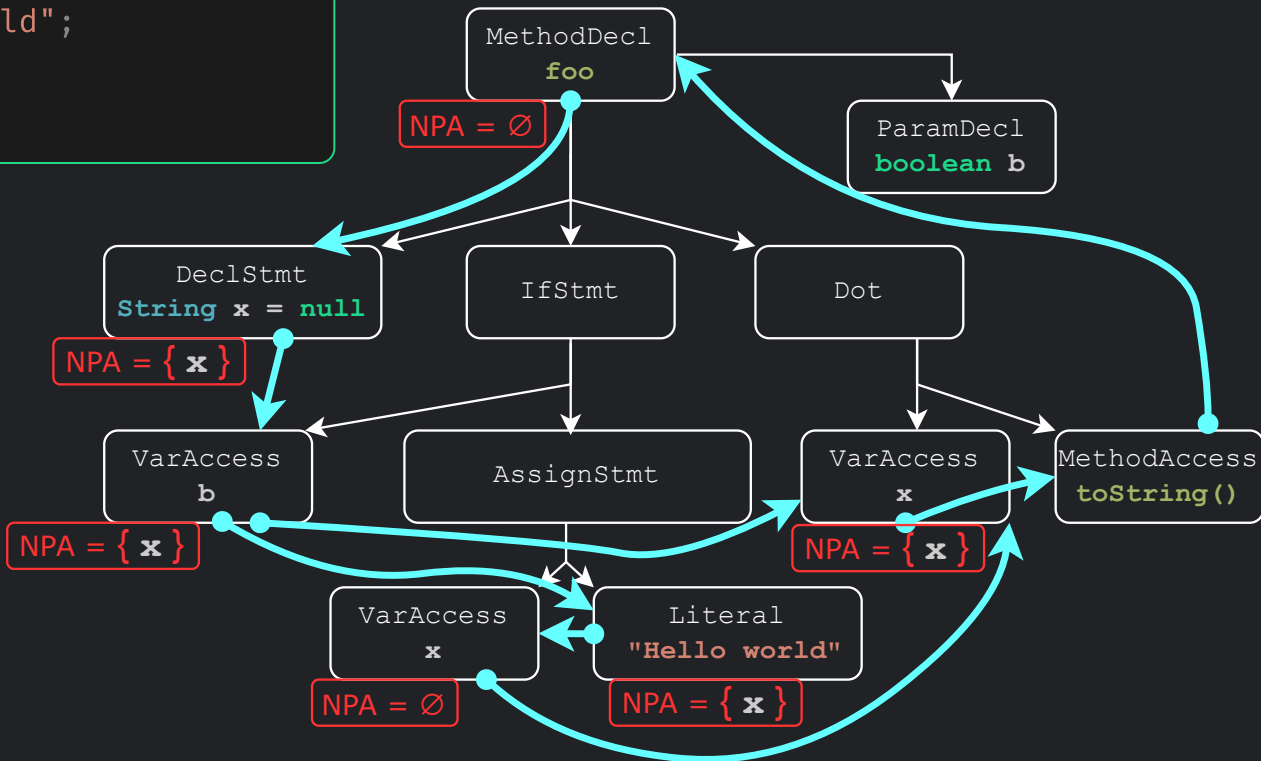 ld";
MethodDecl
foo
NPA = ∅
ParamDecl
boolean b
DeclStmt
String x = null
IfStmt
Dot
NPA = { x }
VarAccess
b
AssignStmt
VarAccess
x
MethodAccess
toString()
NPA = { x }
NPA = { x }
VarAccess
x
Literal
"Hello world"
NPA = ∅
NPA = { x }